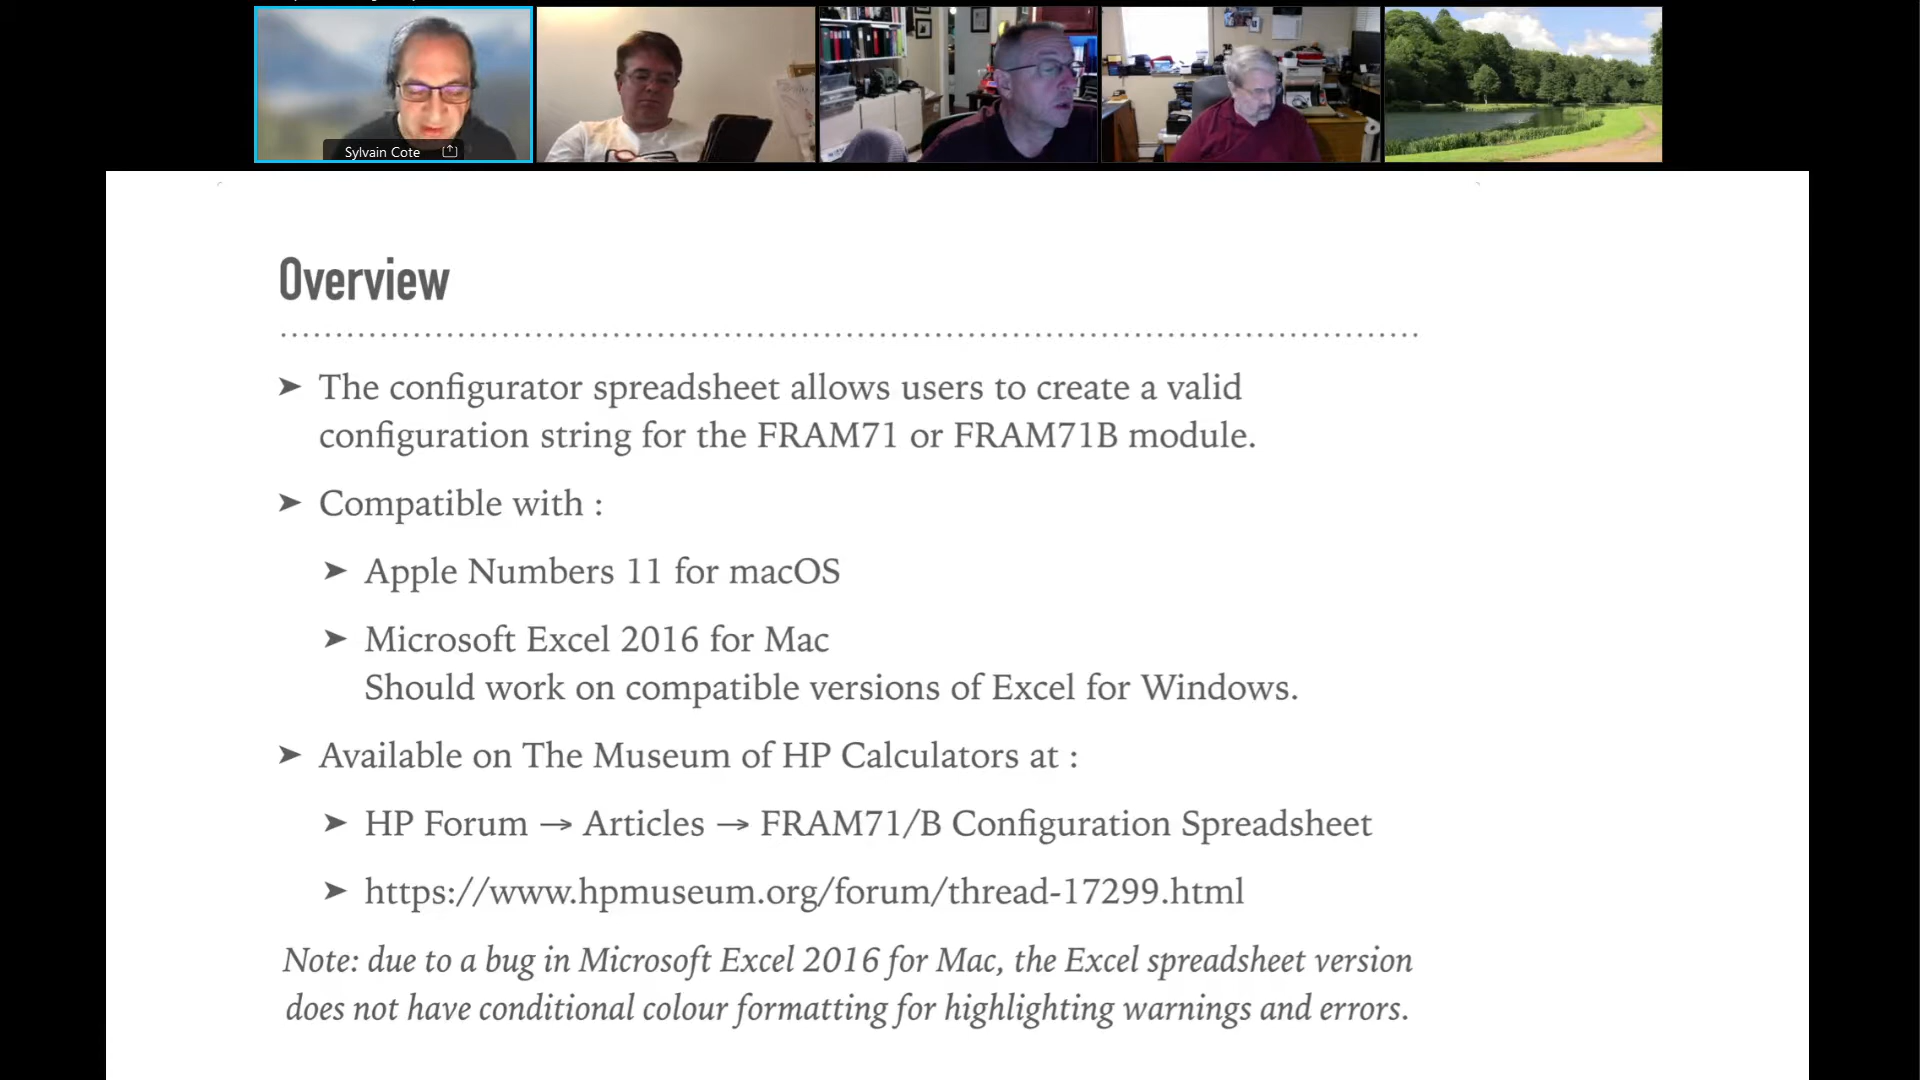 Sylvain Cote
Overview
➤ The configurator spreadsheet allows users to create a valid
configuration string for the FRAM71 or FRAM71B module.
➤ Compatible with :
➤ Apple Numbers 11 for macOS
➤ Microsoft Excel 2016 for Mac
Should work on compatible versions of Excel for Windows.
➤ Available on The Museum of HP Calculators at :
➤ HP Forum → Articles → FRAM71/B Configuration Spreadsheet
➤ https://www.hpmuseum.org/forum/thread-17299.html
Note: due to a bug in Microsoft Excel 2016 for Mac, the Excel spreadsheet version
does not have conditional colour formatting for highlighting warnings and errors.